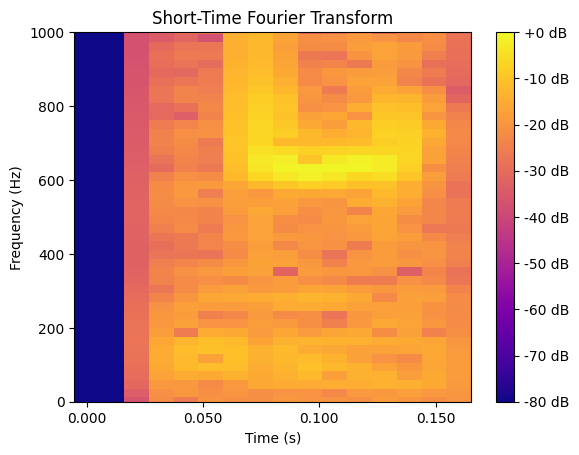 Short-Time Fourier Transform
1000
800
600
400
200
0
Frequency (Hz)
0.000
0.050
0.100
0.150
Time (s)
+0 dB
-10 dB
-20 dB
-30 dB
-40 dB
-50 dB
-60 dB
-70 dB
-80 dB